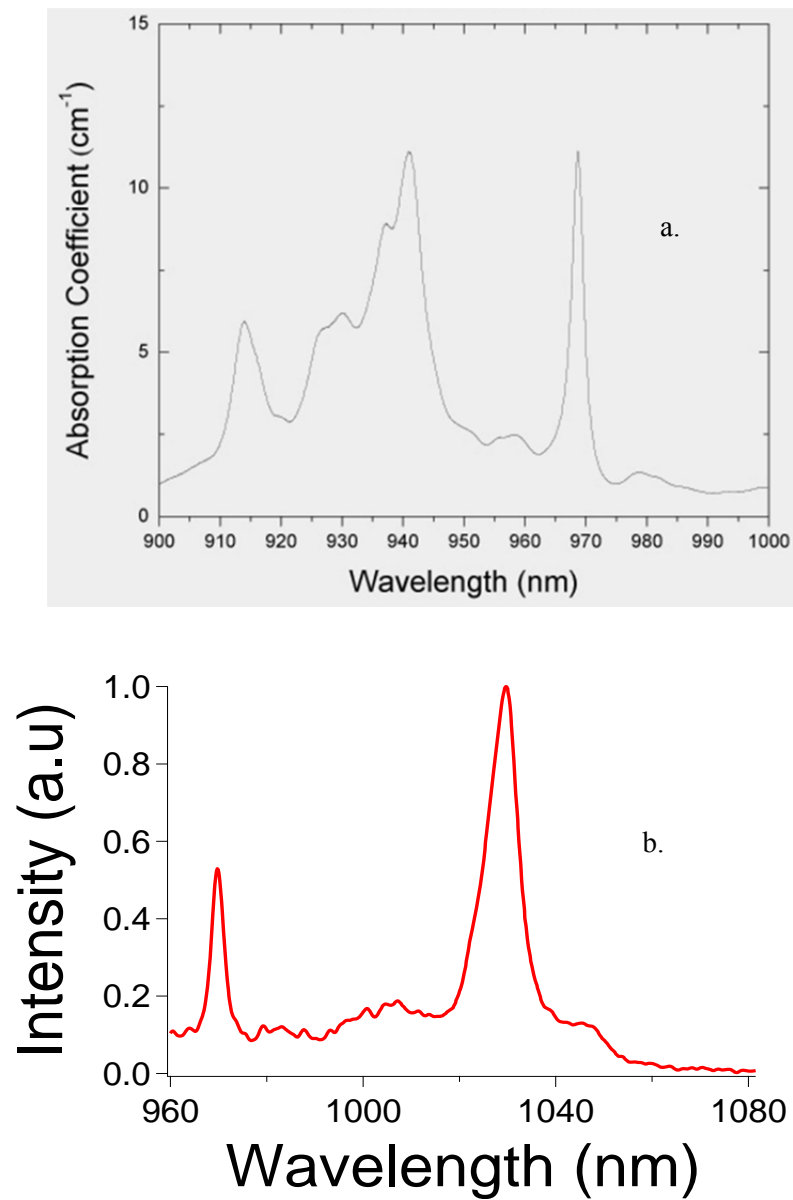 15
10
5
0
Absorption Coefficient (cm⁻¹)
a.
900 910 920 930 940 950 960 970 980 990 1000
Wavelength (nm)
1.0
0.8
0.6
0.4
0.2
0.0
Intensity (a.u)
b.
960 1000 1040 1080
Wavelength (nm)